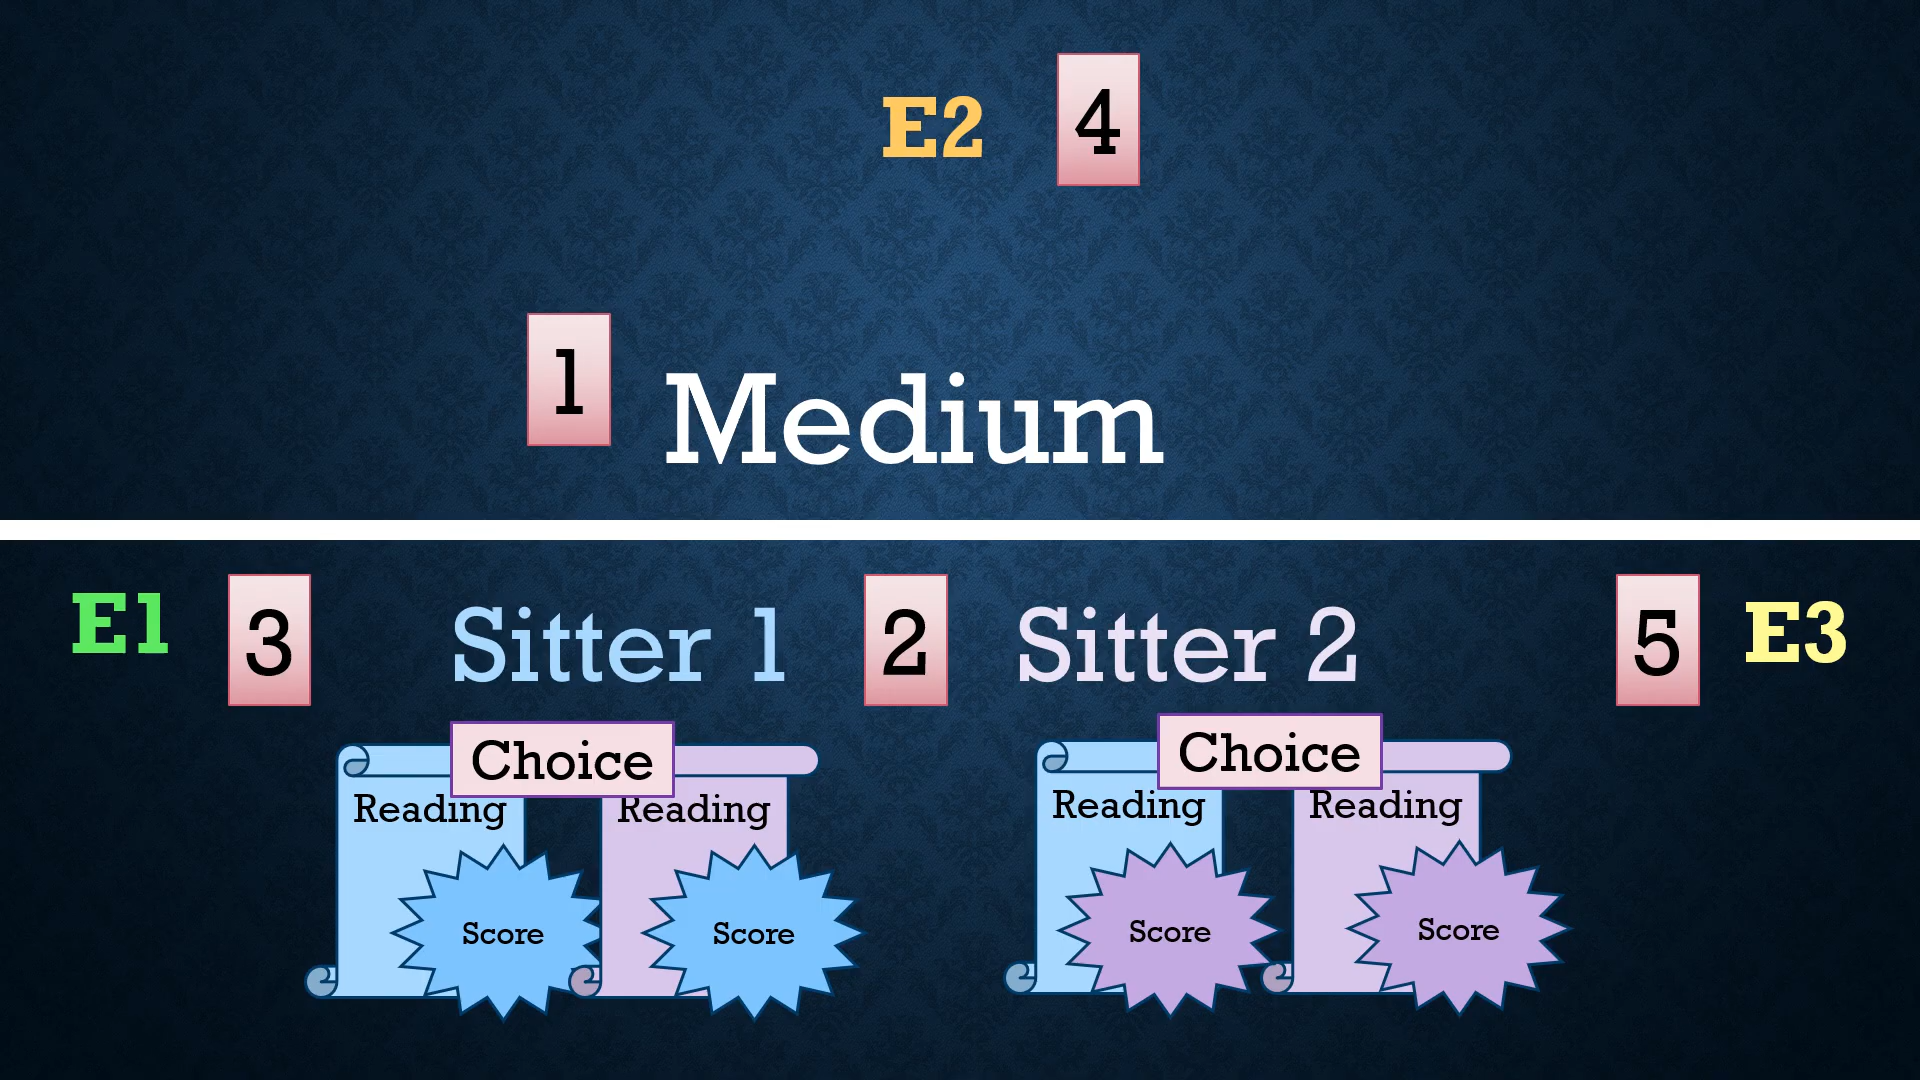 E2 4
1 Medium
E1 3 Sitter 1 2 Sitter 2 5 E3
Choice Choice
Reading Reading Reading Reading
Score Score Score Score